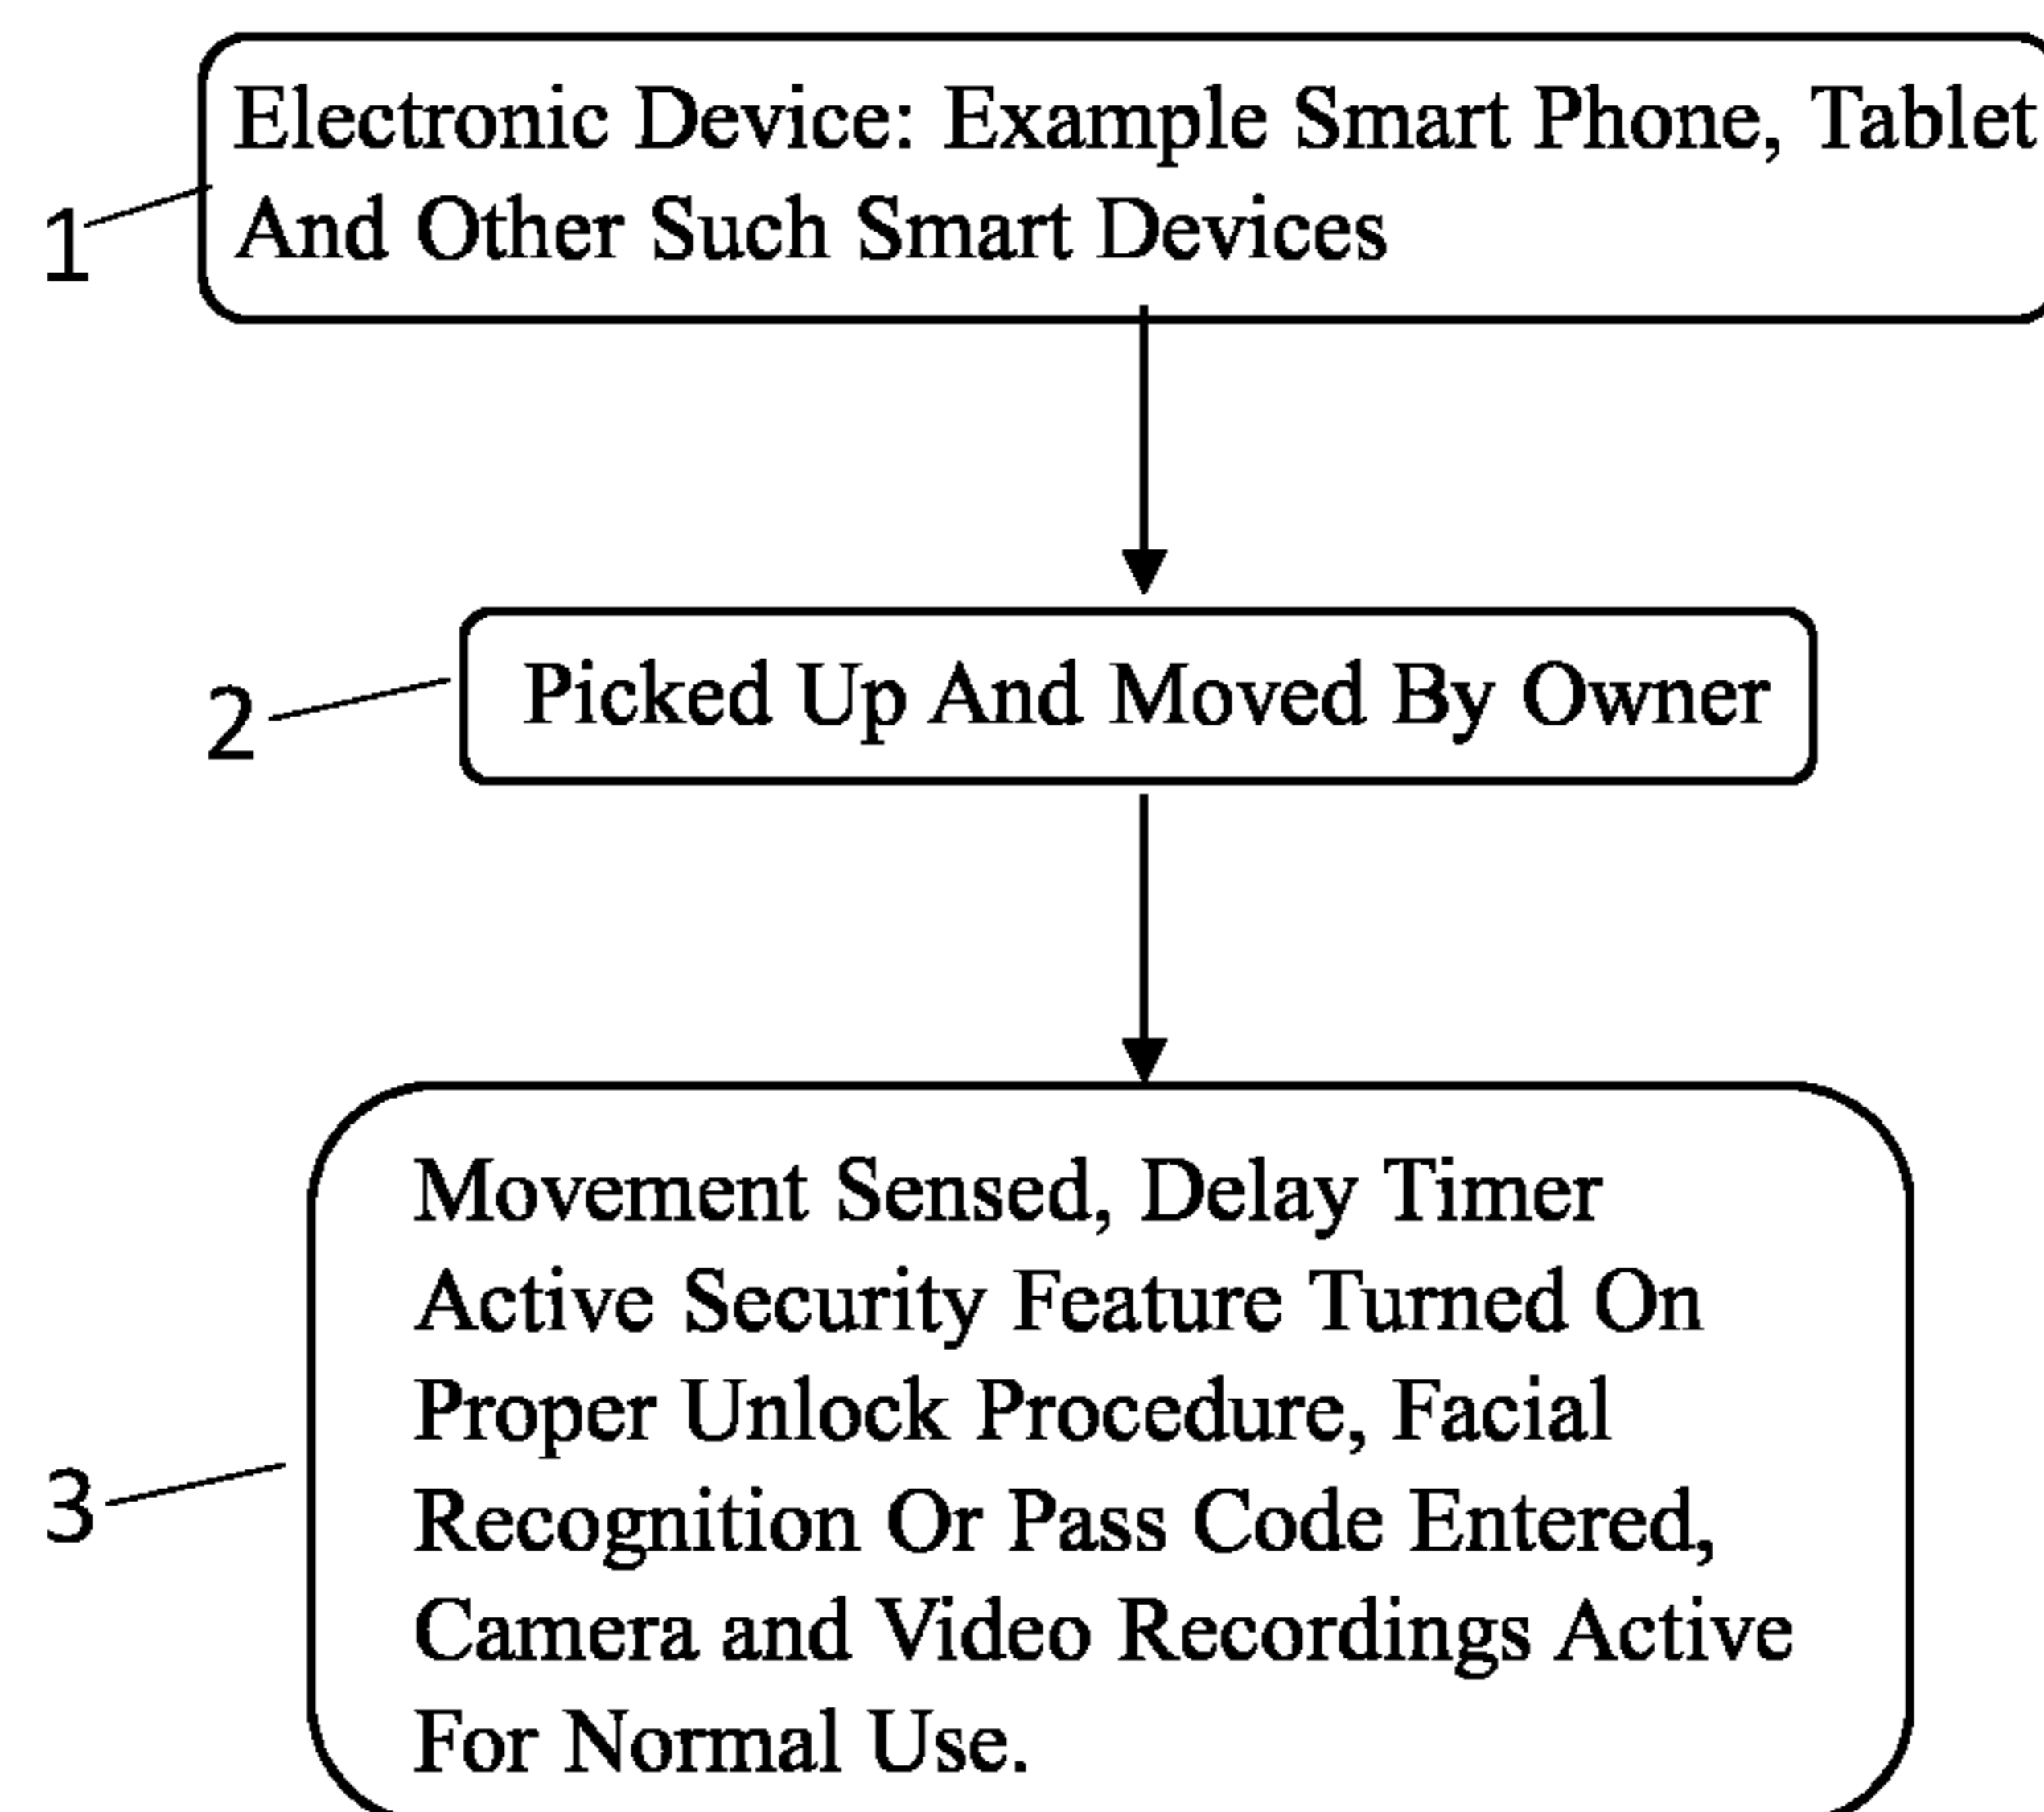 Electronic Device: Example Smart Phone, Tablet
And Other Such Smart Devices
1
Picked Up And Moved By Owner
2
Movement Sensed, Delay Timer
Active Security Feature Turned On
Proper Unlock Procedure, Facial
Recognition Or Pass Code Entered,
Camera and Video Recordings Active
For Normal Use.
3